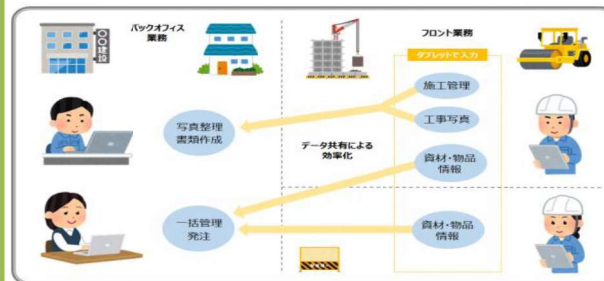 〇〇建設
バックオフィス
業務
フロント業務
タブレットで入力
施工管理
工事写真
写真整理
書類作成
データ共有による
効率化
資材・物品
情報
一括管理
発注
資材・物品
情報